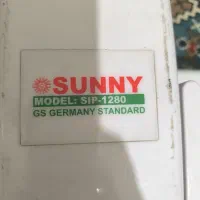 SUNNY
MODEL: SIP-1280
GS GERMANY STANDARD